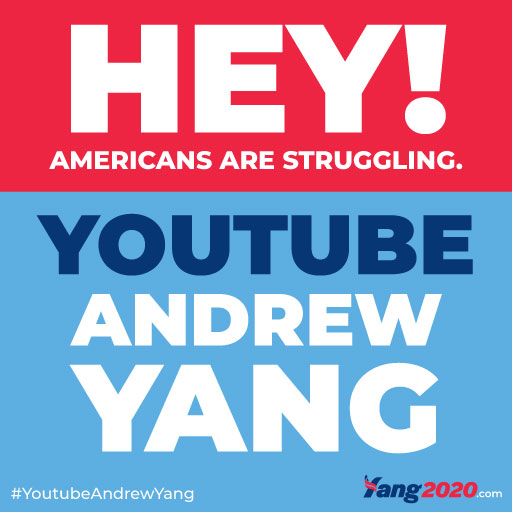 HEY!
AMERICANS ARE STRUGGLING.
YOUTUBE
ANDREW
YANG
#YoutubeAndrewYang
Yang2020.com